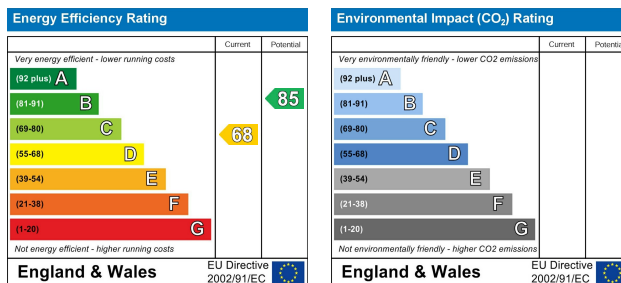 Energy Efficiency Rating
Current Potential
Very energy efficient - lower running costs
(92 plus) A
(81-91) B
85
(69-80) C
68
(55-68) D
(39-54) E
(21-38) F
(1-20) G
Not energy efficient - higher running costs
England & Wales
EU Directive
2002/91/EC
Environmental Impact (CO₂) Rating
Current Potentia
Very environmentally friendly - lower CO2 emissions
(92 plus) A
(81-91) B
(69-80) C
(55-68) D
(39-54) E
(21-38) F
(1-20) G
Not environmentally friendly - higher CO2 emissions
England & Wales
EU Directive
2002/91/EC